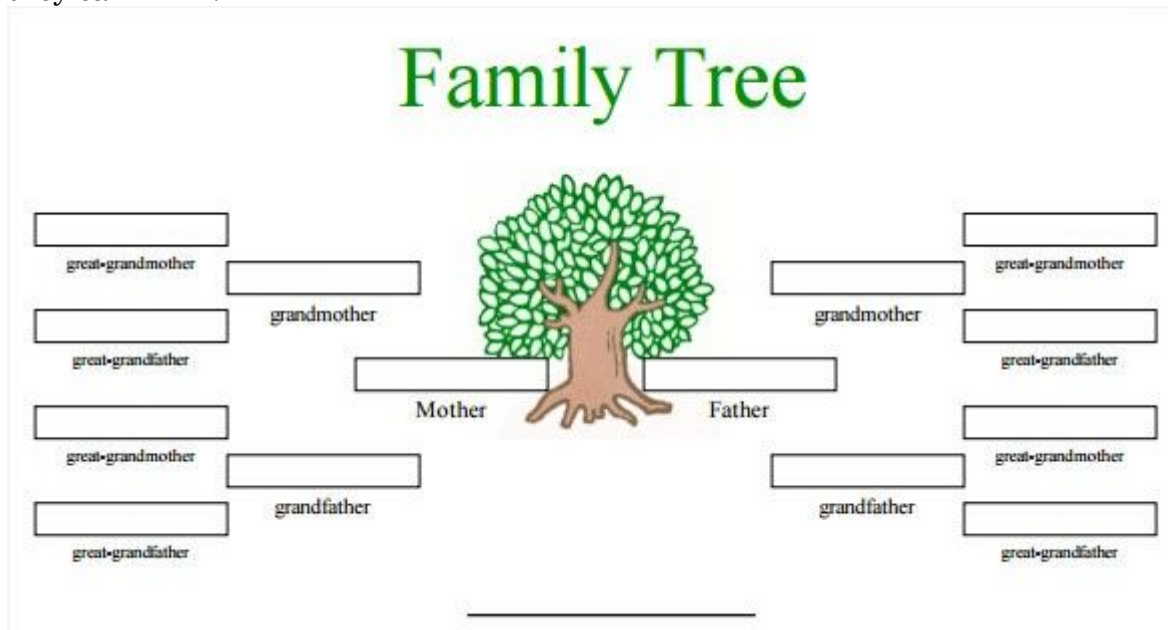 Family Tree
great-grandmother
great-grandmother
grandmother
grandmother
great-grandfather
great-grandfather
Mother
Father
great-grandmother
great-grandmother
grandfather
grandfather
great-grandfather
great-grandfather